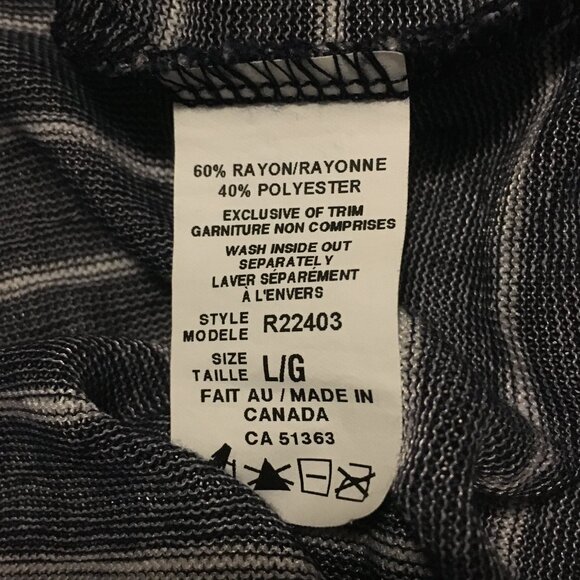 60% RAYON/RAYONNE
40% POLYESTER
EXCLUSIVE OF TRIM
GARNITURE NON COMPRISES
WASH INSIDE OUT
SEPARATELY
LAVER SÉPARÉMENT
À L'ENVERS
STYLE
MODELE R22403
SIZE
TAILLE L/G
FAIT AU / MADE IN
CANADA
CA 51363